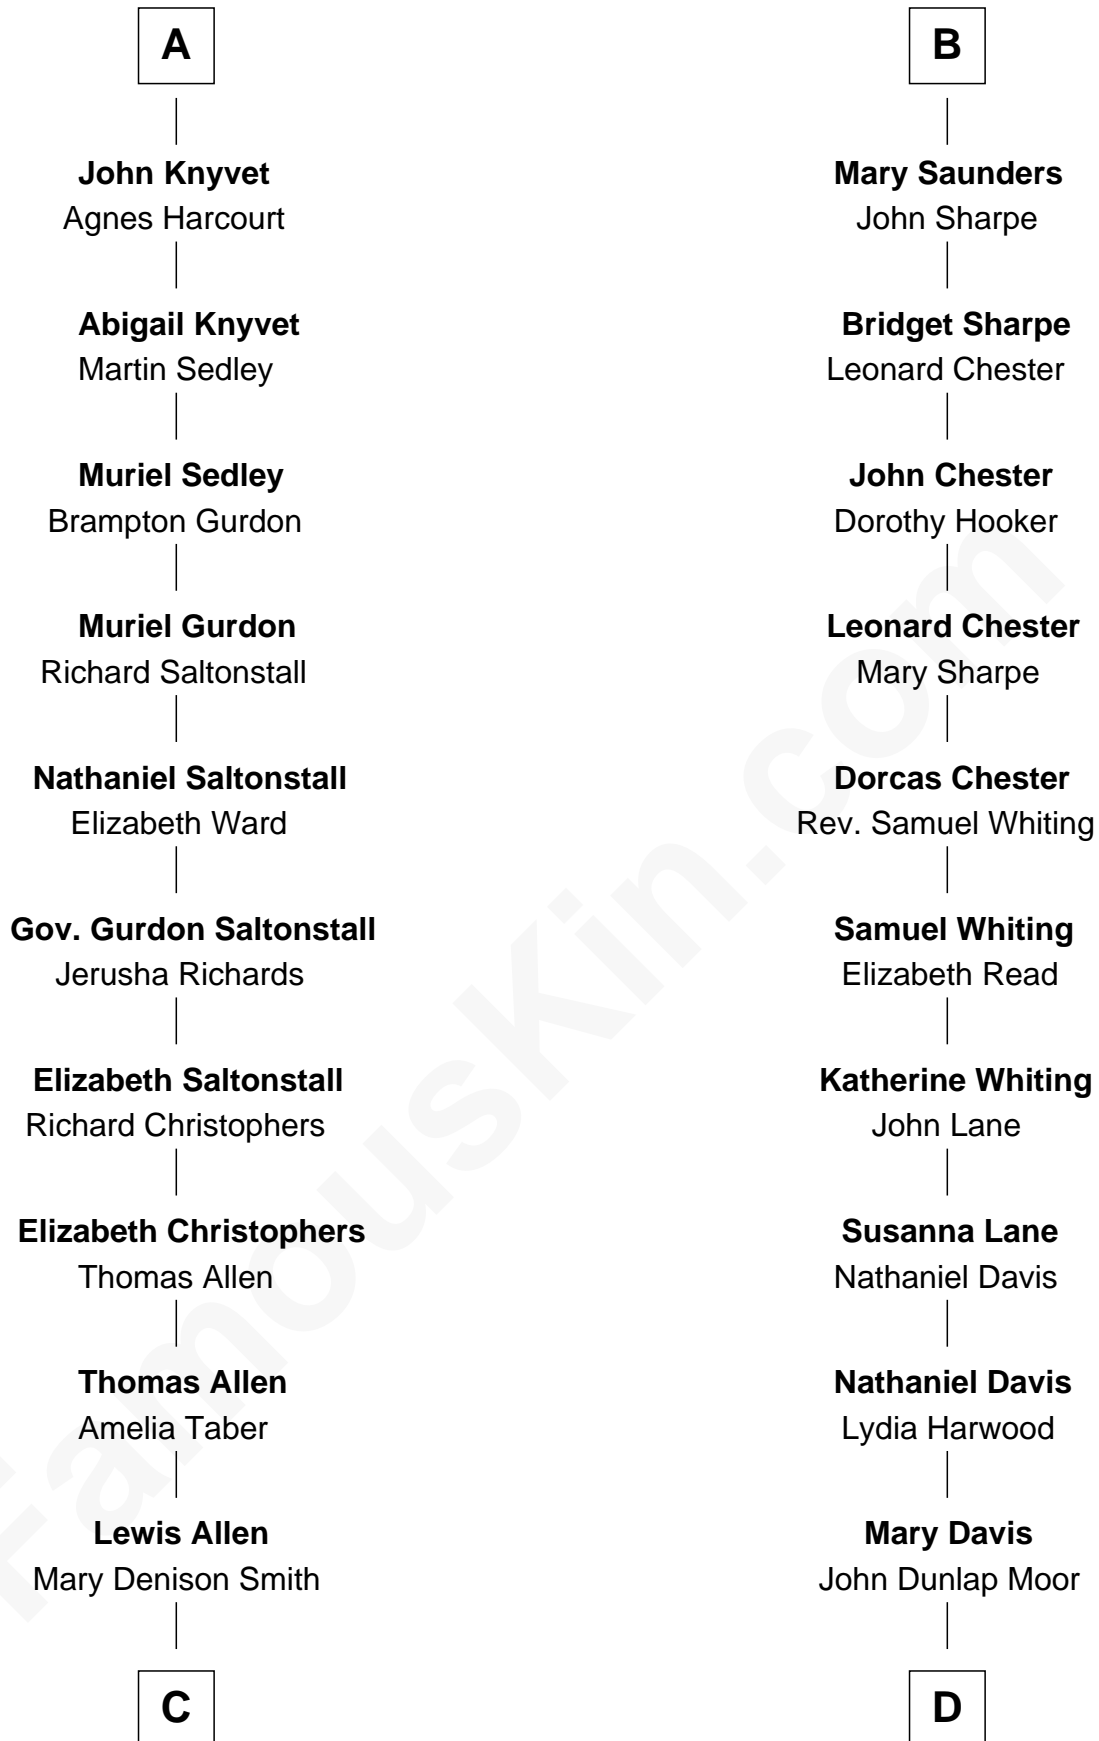 A
John Knyvet
Agnes Harcourt
Abigail Knyvet
Martin Sedley
Muriel Sedley
Brampton Gurdon
Muriel Gurdon
Richard Saltonstall
Nathaniel Saltonstall
Elizabeth Ward
Gov. Gurdon Saltonstall
Jerusha Richards
Elizabeth Saltonstall
Richard Christophers
Elizabeth Christophers
Thomas Allen
Thomas Allen
Amelia Taber
Lewis Allen
Mary Denison Smith
C
B
Mary Saunders
John Sharpe
Bridget Sharpe
Leonard Chester
John Chester
Dorothy Hooker
Leonard Chester
Mary Sharpe
Dorcas Chester
Rev. Samuel Whiting
Samuel Whiting
Elizabeth Read
Katherine Whiting
John Lane
Susanna Lane
Nathaniel Davis
Nathaniel Davis
Lydia Harwood
Mary Davis
John Dunlap Moor
D
FamousKin.com